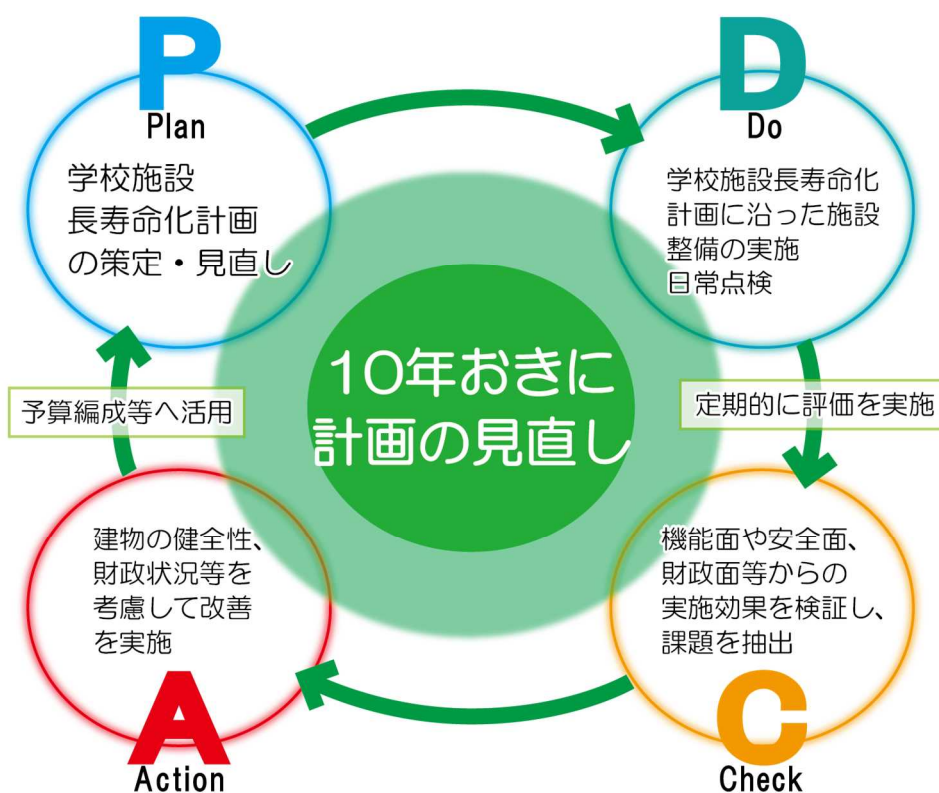 P
Plan
学校施設
長寿命化計画
の策定・見直し
D
Do
学校施設長寿命化
計画に沿った施設
整備の実施
日常点検
10年おきに
計画の見直し
予算編成等へ活用
定期的に評価を実施
建物の健全性、
財政状況等を
考慮して改善
を実施
A
Action
機能面や安全面、
財政面等からの
実施効果を検証し、
課題を抽出
C
Check